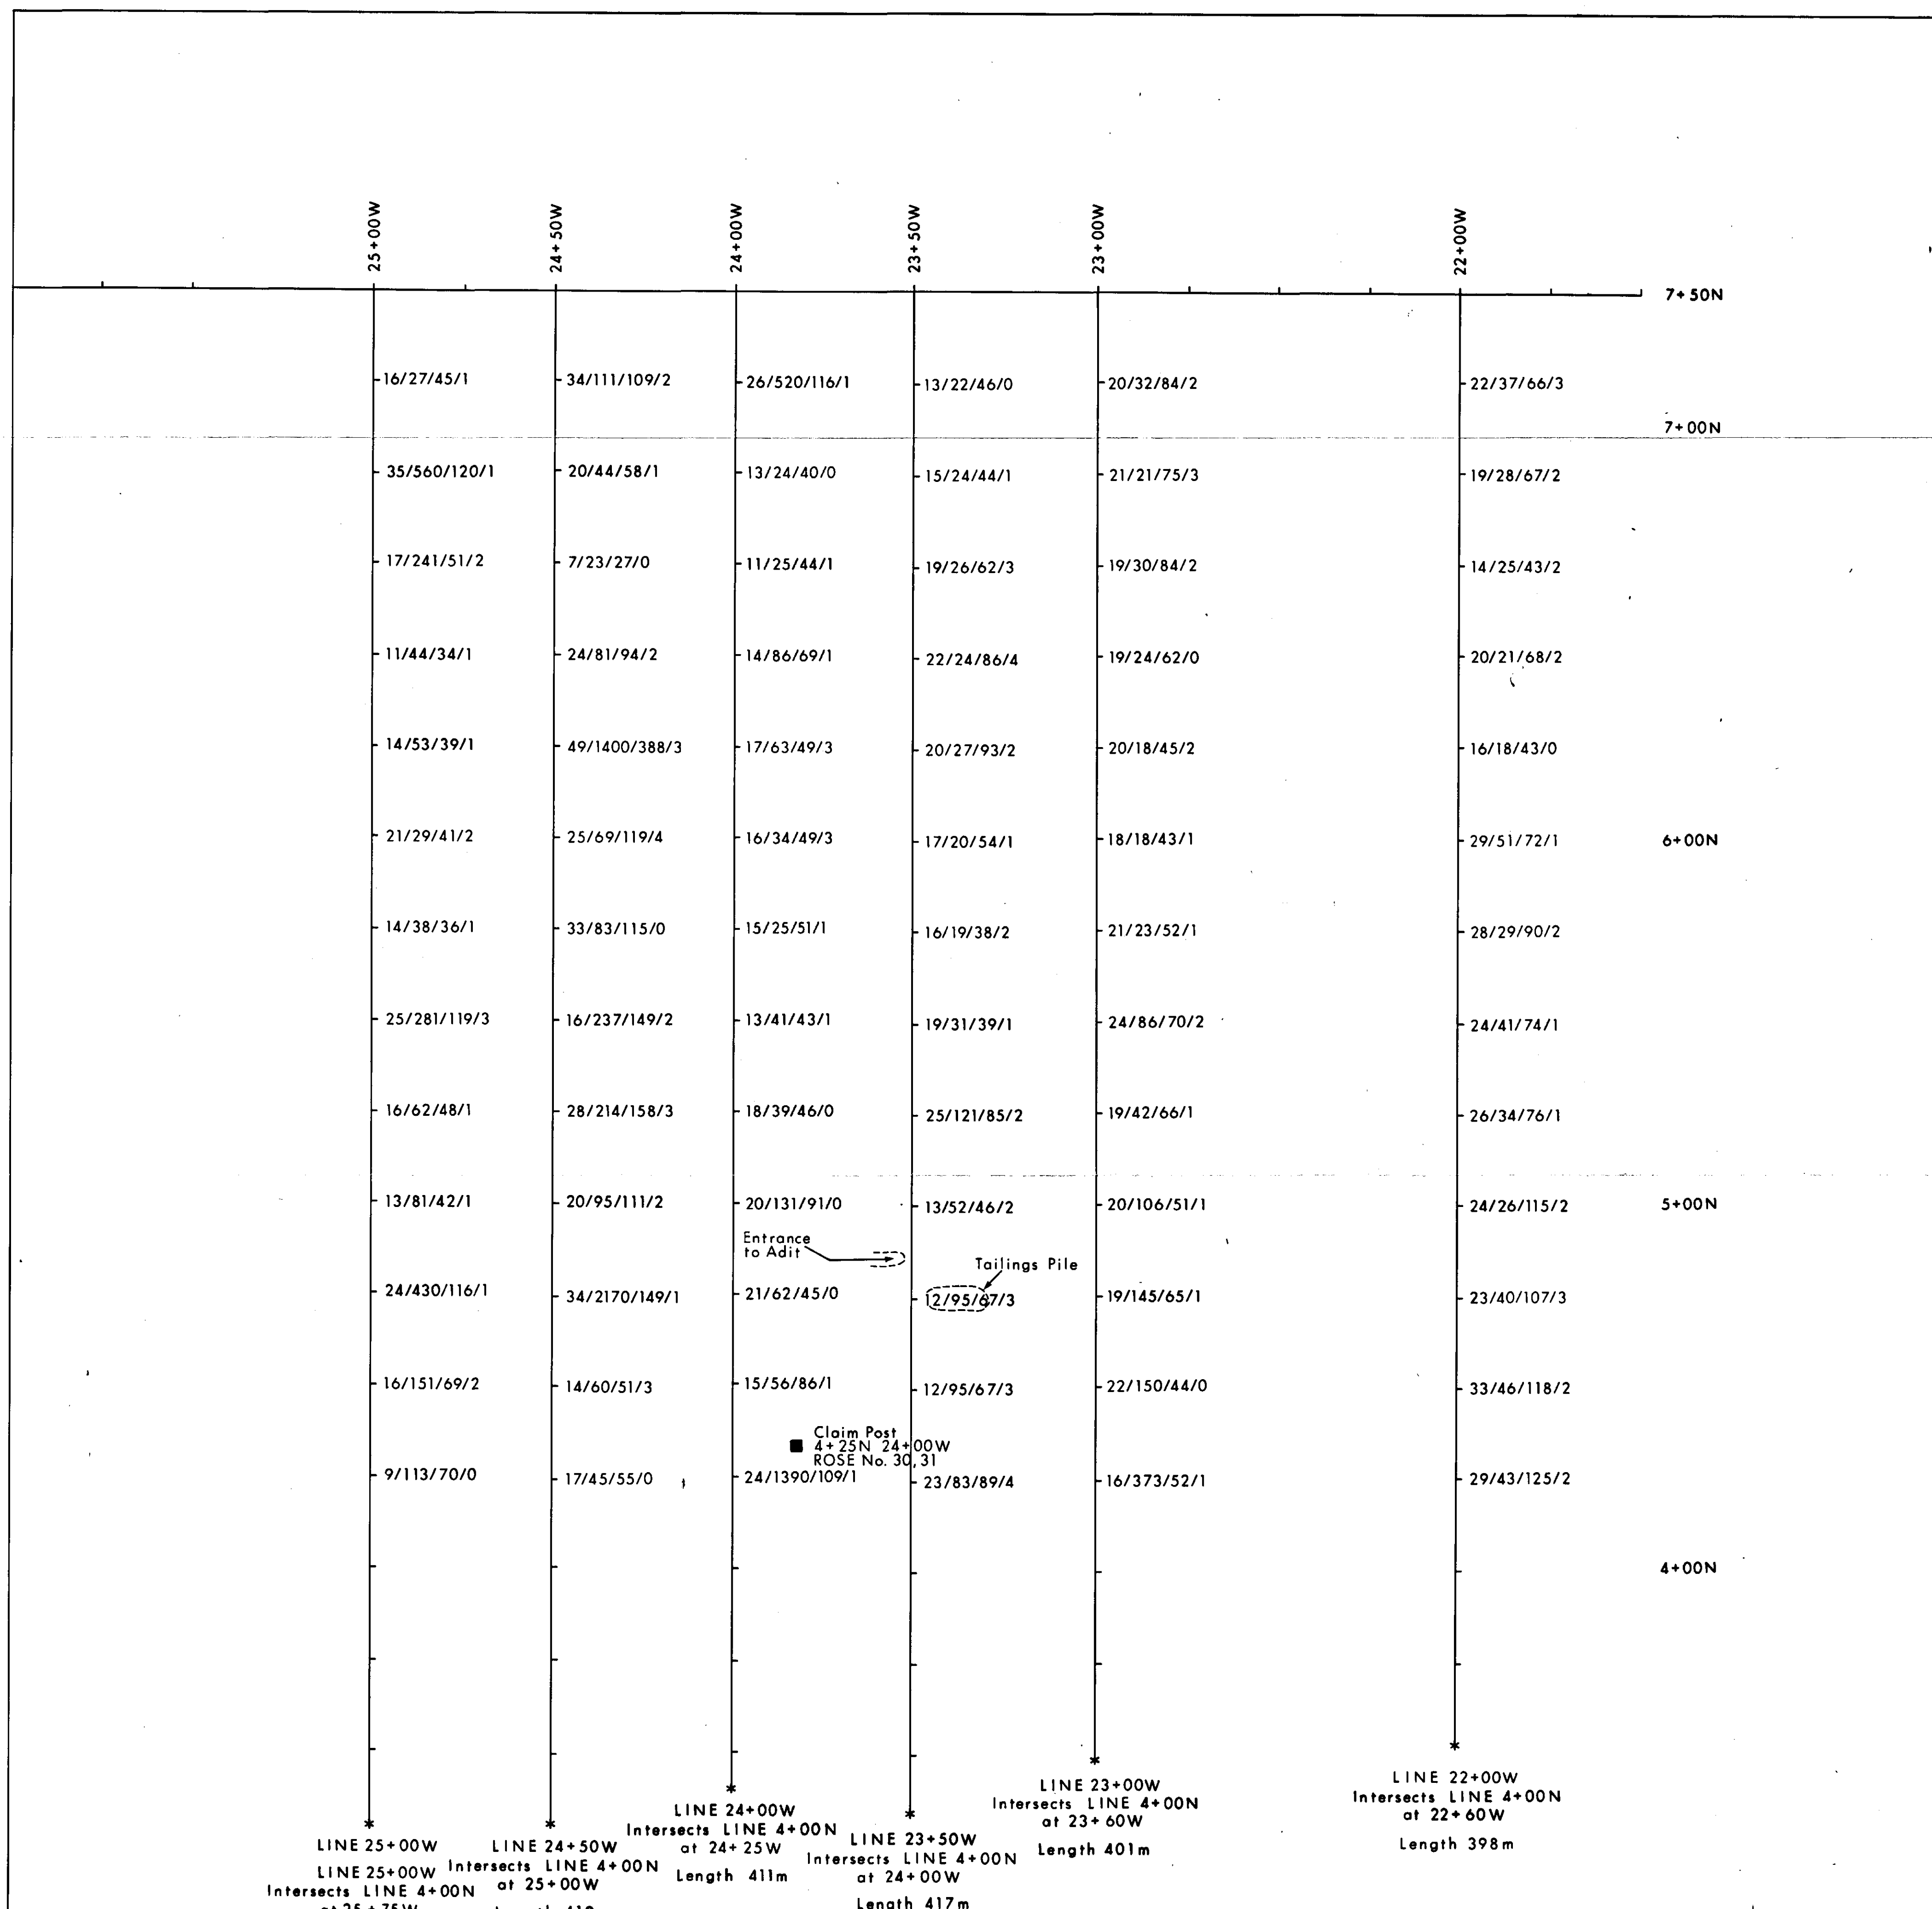 25+00W
24+50W
24+00W
23+50W
23+00W
22+00W
7+50N
16/27/45/1
34/111/109/2
26/520/116/1
13/22/46/0
20/32/84/2
22/37/66/3
7+00N
35/560/120/1
20/44/58/1
13/24/40/0
15/24/44/1
21/21/75/3
19/28/67/2
17/241/51/2
7/23/27/0
11/25/44/1
19/26/62/3
19/30/84/2
14/25/43/2
11/44/34/1
24/81/94/2
14/86/69/1
22/24/86/4
19/24/62/0
20/21/68/2
14/53/39/1
49/1400/388/3
17/63/49/3
20/27/93/2
20/18/45/2
16/18/43/0
21/29/41/2
25/69/119/4
16/34/49/3
17/20/54/1
18/18/43/1
29/51/72/1
6+00N
14/38/36/1
33/83/115/0
15/25/51/1
16/19/38/2
21/23/52/1
28/29/90/2
25/281/119/3
16/237/149/2
13/41/43/1
19/31/39/1
24/86/70/2
24/41/74/1
16/62/48/1
28/214/158/3
18/39/46/0
25/121/85/2
19/42/66/1
26/34/76/1
13/81/42/1
20/95/111/2
20/131/91/0
13/52/46/2
20/106/51/1
24/26/115/2
5+00N
Entrance
to Adit
Tailings Pile
24/430/116/1
34/2170/149/1
21/62/45/0
12/95/67/3
19/145/65/1
23/40/107/3
16/151/69/2
14/60/51/3
15/56/86/1
12/95/67/3
22/150/44/0
33/46/118/2
Claim Post
4+25N 24+00W
ROSE No. 30,31
9/113/70/0
17/45/55/0
24/1390/109/1
23/83/89/4
16/373/52/1
29/43/125/2
4+00N
LINE 25+00W
LINE 25+00W
Intersects LINE 4+00N
at 25+75W
LINE 24+50W
Intersects LINE 4+00N
at 25+00W
LINE 24+00W
Intersects LINE 4+00N
at 24+25W
Length 411m
LINE 23+50W
Intersects LINE 4+00N
at 24+00W
Length 417m
LINE 23+00W
Intersects LINE 4+00N
at 23+60W
Length 401m
LINE 22+00W
Intersects LINE 4+00N
at 22+60W
Length 398m